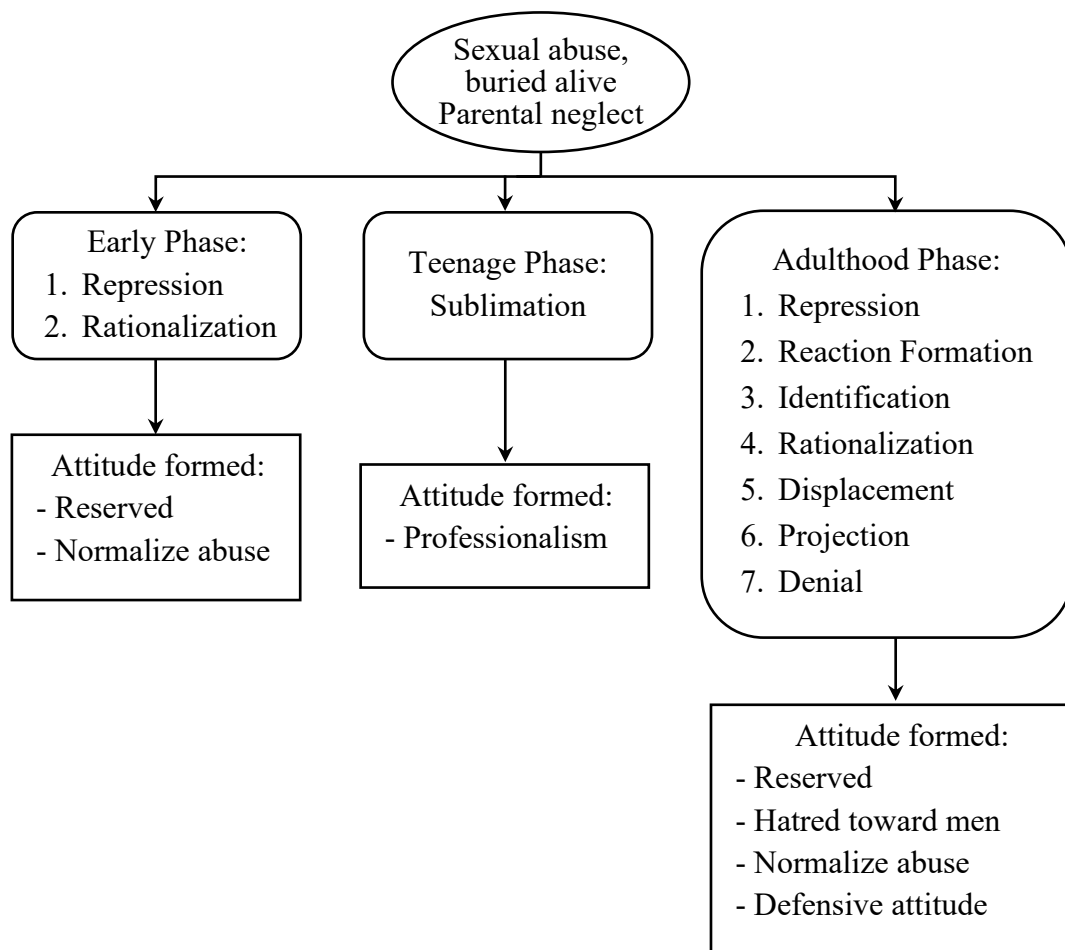 Sexual abuse,
buried alive
Parental neglect
Early Phase:
1. Repression
2. Rationalization
Attitude formed:
- Reserved
- Normalize abuse
Teenage Phase:
Sublimation
Attitude formed:
- Professionalism
Adulthood Phase:
1. Repression
2. Reaction Formation
3. Identification
4. Rationalization
5. Displacement
6. Projection
7. Denial
Attitude formed:
- Reserved
- Hatred toward men
- Normalize abuse
- Defensive attitude